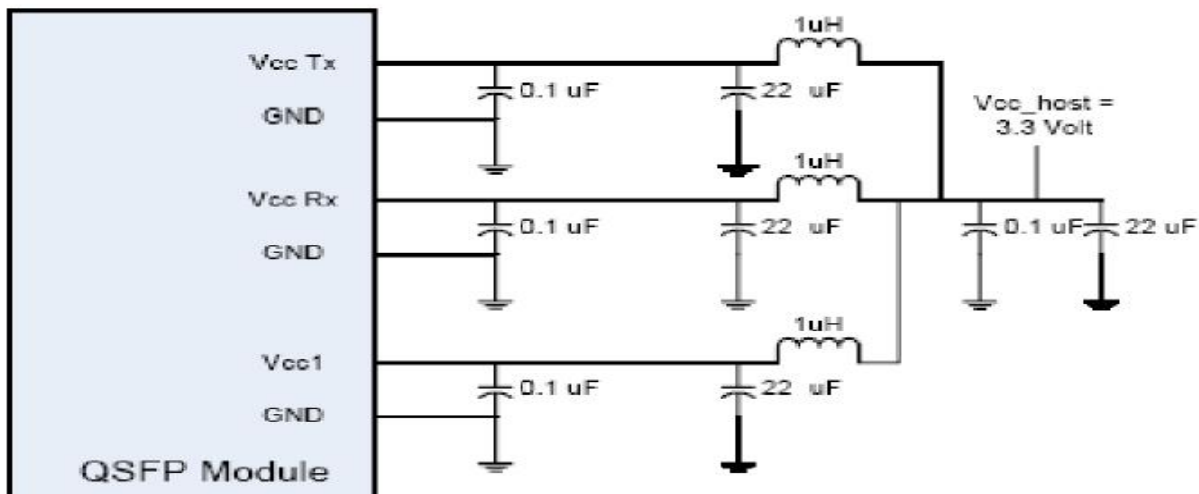 1uH
Vcc Tx
0.1 uF
22 uF
GND
Vcc_host =
3.3 Volt
1uH
Vcc Rx
0.1 uF
22 uF
0.1 uF
22 uF
GND
1uH
Vcc1
0.1 uF
22 uF
GND
QSFP Module